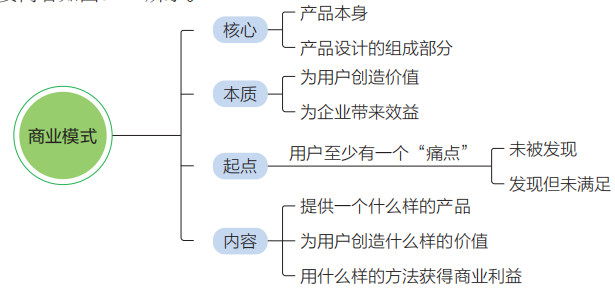 核心
产品本身
产品设计的组成部分
本质
为用户创造价值
为企业带来效益
商业模式
起点
用户至少有一个“痛点”
未被发现
发现但未满足
内容
提供一个什么样的产品
为用户创造什么样的价值
用什么样的方法获得商业利益